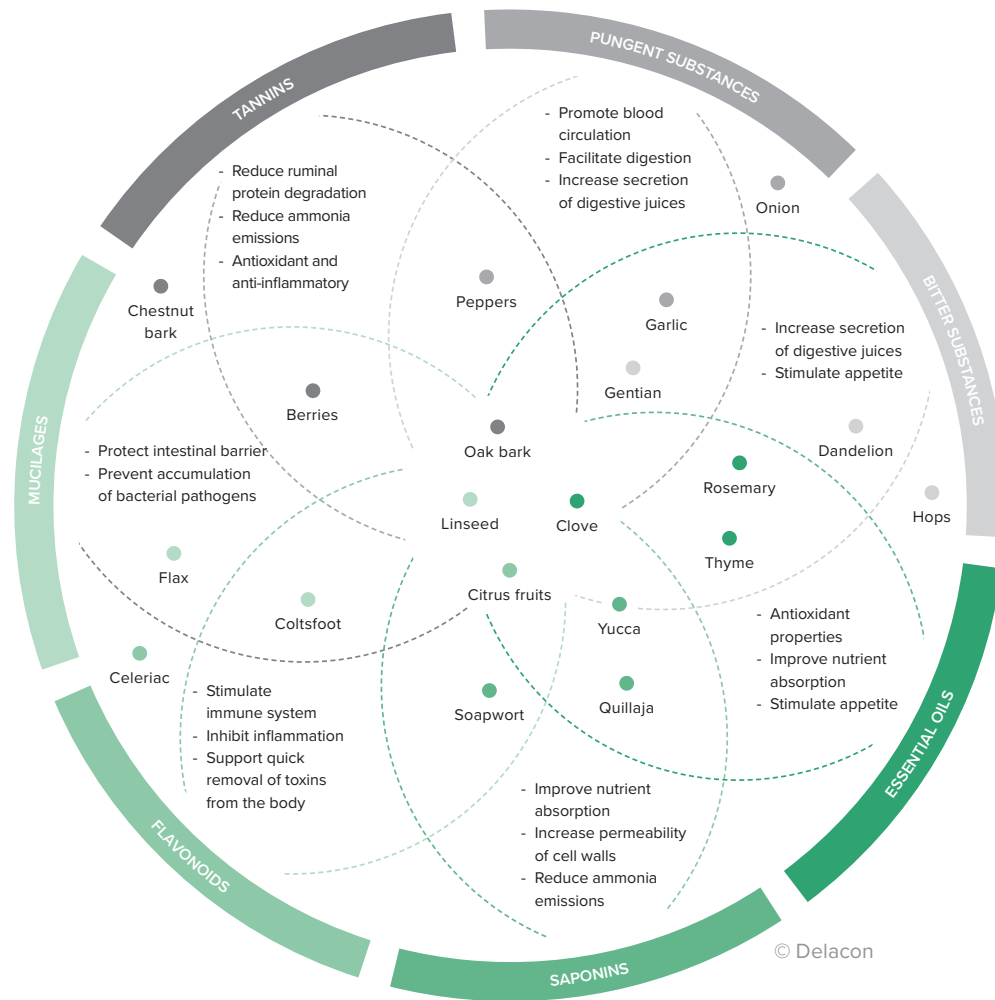 TANNINS
PUNGENT SUBSTANCES
- Promote blood
circulation
- Facilitate digestion
- Increase secretion
of digestive juices
- Reduce ruminal
protein degradation
- Reduce ammonia
emissions
- Antioxidant and
anti-inflammatory
Onion
BITTER SUBSTANCES
Chestnut
bark
Peppers
Garlic
- Increase secretion
of digestive juices
- Stimulate appetite
Gentian
Berries
Oak bark
Dandelion
MUCILAGES
- Protect intestinal barrier
- Prevent accumulation
of bacterial pathogens
Rosemary
Linseed
Clove
Hops
Thyme
Flax
Citrus fruits
Coltsfoot
Yucca
- Antioxidant
properties
- Improve nutrient
absorption
- Stimulate appetite
Celeriac
- Stimulate
immune system
- Inhibit inflammation
- Support quick
removal of toxins
from the body
Soapwort
Quillaja
ESSENTIAL OILS
- Improve nutrient
absorption
- Increase permeability
of cell walls
- Reduce ammonia
emissions
FLAVONOIDS
SAPONINS
© Delacon